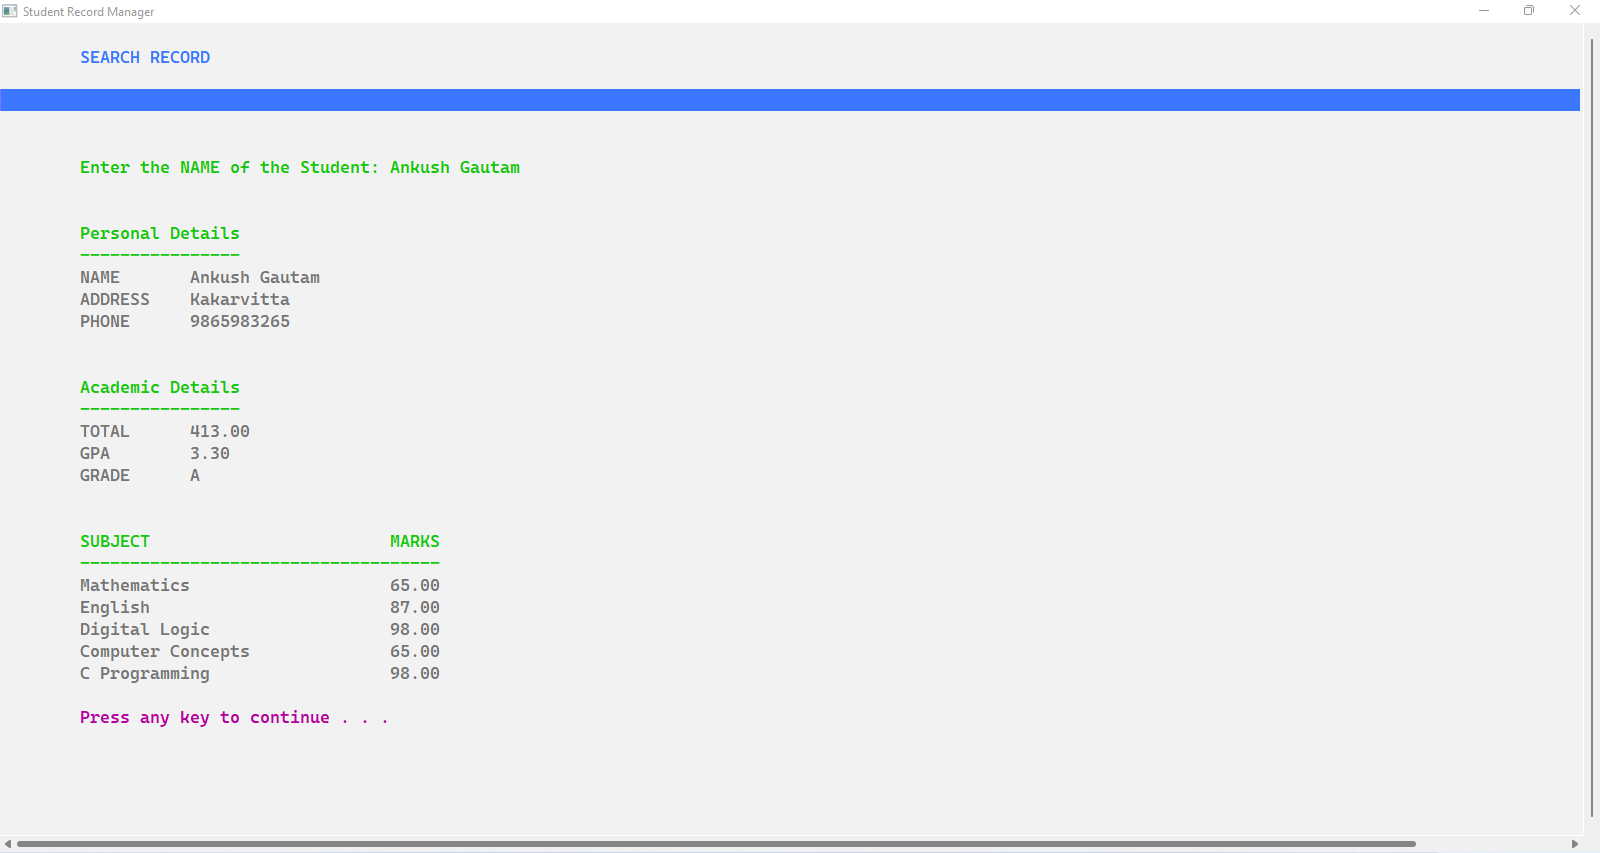 Student Record Manager
SEARCH RECORD
Enter the NAME of the Student: Ankush Gautam
Personal Details
----------------
NAME Ankush Gautam
ADDRESS Kakarvitta
PHONE 9865983265
Academic Details
----------------
TOTAL 413.00
GPA 3.30
GRADE A
SUBJECT MARKS
------------------------------------
Mathematics 65.00
English 87.00
Digital Logic 98.00
Computer Concepts 65.00
C Programming 98.00
Press any key to continue . . .